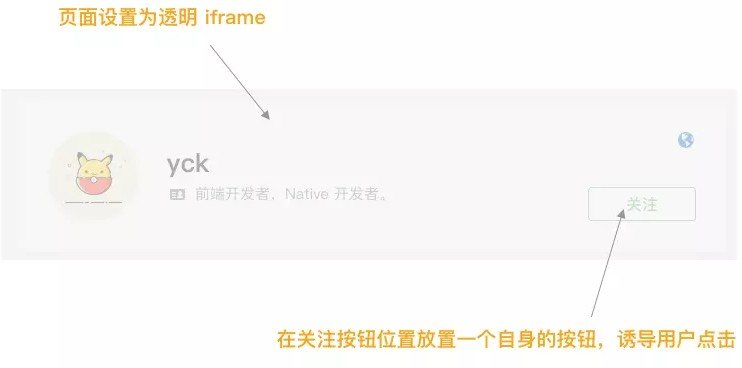 页面设置为透明 iframe
yck
前端开发者，Native 开发者。
关注
在关注按钮位置放置一个自身的按钮，诱导用户点击